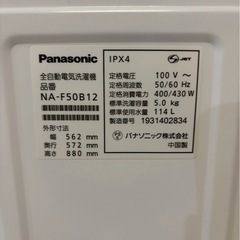 Panasonic
全自動電気洗濯機
品番
NA-F50B12
外形寸法
幅 562 mm
奥行 572 mm
高さ 880 mm
IPX4
JET
定格電圧 100 V～
定格周波数 50/60 Hz
定格消費電力 400/430 W
標準洗濯容量 5.0 kg
標準使用水量 114 L
製造番号 1931402834
パナソニック株式会社
中国製